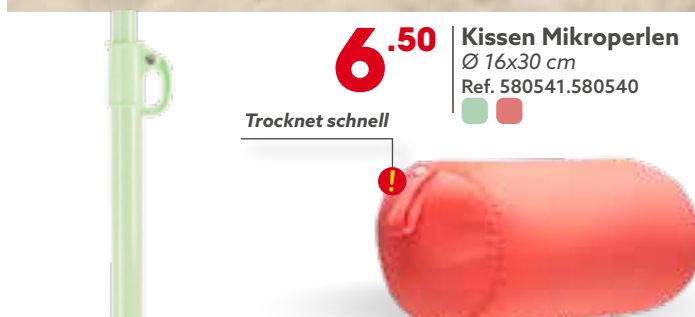 6.50
Kissen Mikroperlen
Ø 16x30 cm
Ref. 580541.580540
Trocknet schnell
!